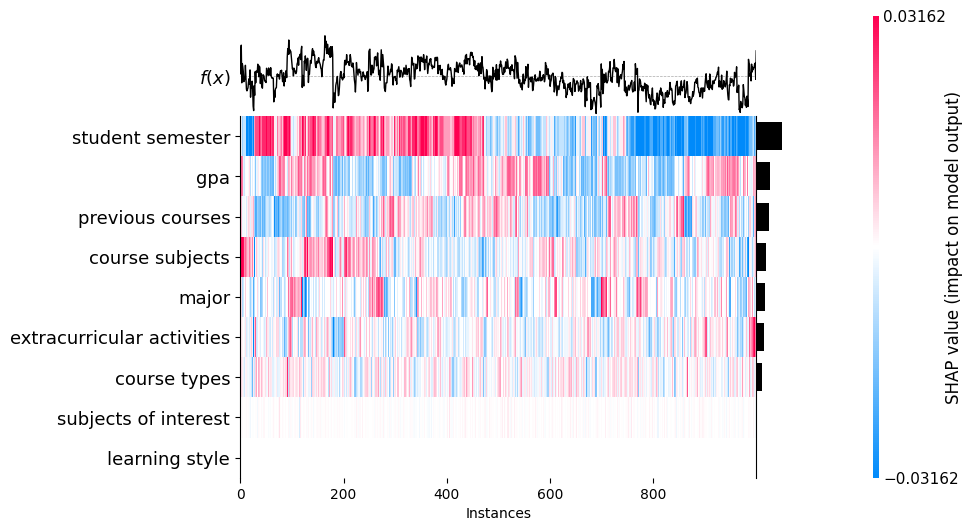 0.03162
f(x)
student semester
gpa
previous courses
course subjects
major
extracurricular activities
course types
subjects of interest
learning style
0 200 400 600 800
Instances
−0.03162
SHAP value (impact on model output)